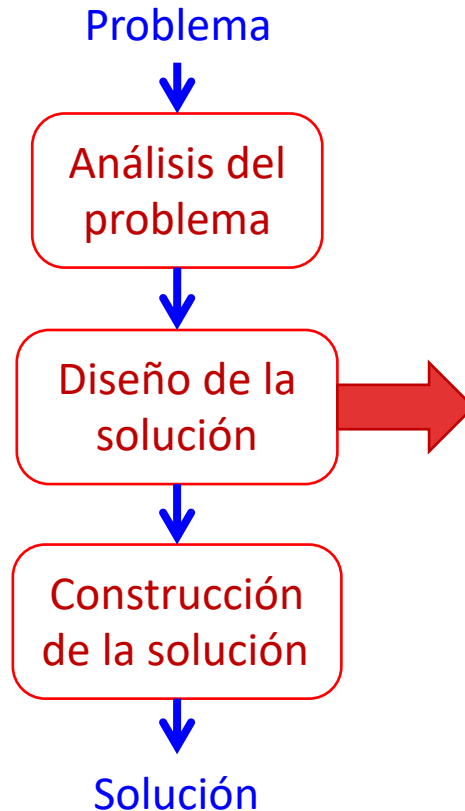 Problema
Análisis del
problema
Diseño de la
solución
Construcción
de la solución
Solución